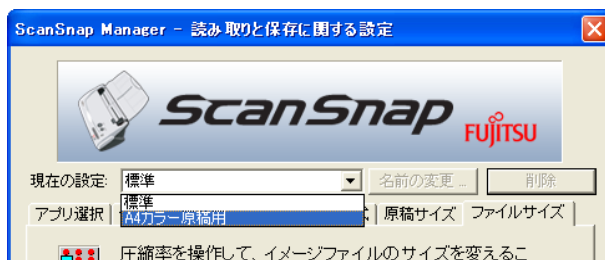 ScanSnap Manager - 読み取りと保存に関する設定
ScanSnap
FUJITSU
現在の設定: 標準 名前の変更 ... 削除
標準
A4カラー原稿用
アプリ選択 原稿サイズ ファイルサイズ
圧縮率を操作して、イメージファイルのサイズを変えるこ